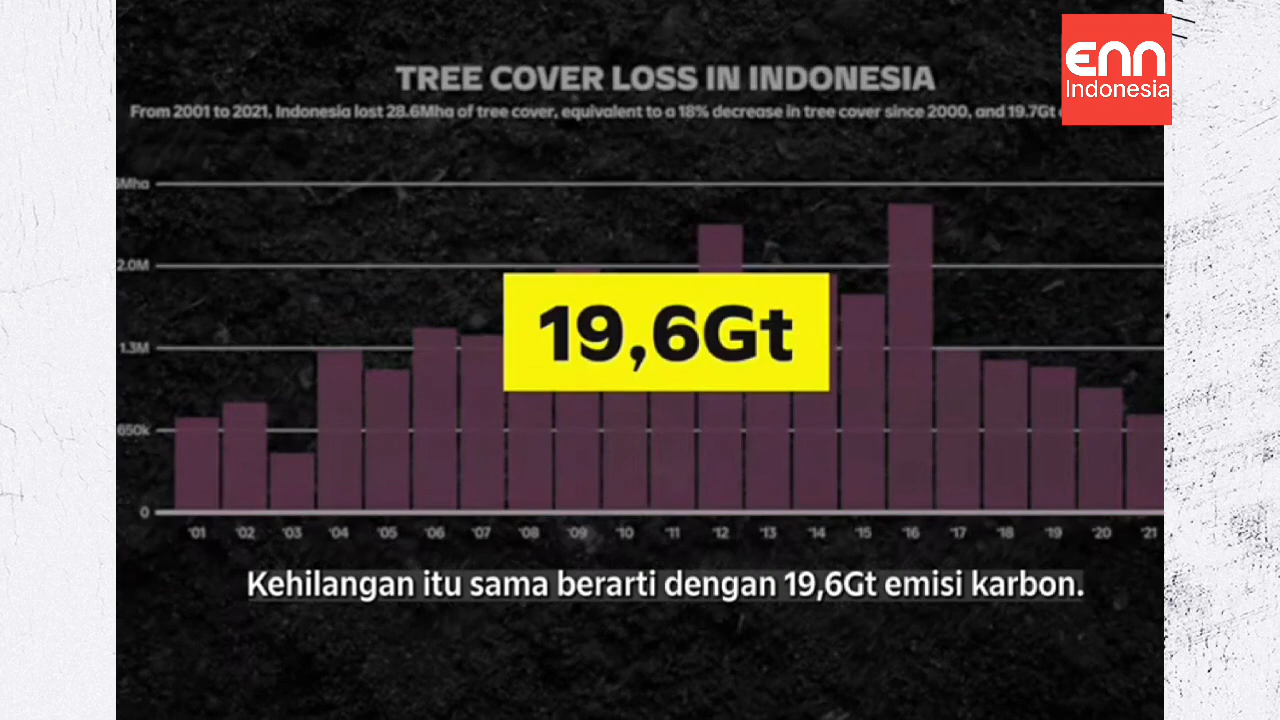 TREE COVER LOSS IN INDONESIA
From 2001 to 2021, Indonesia lost 28.6Mha of tree cover, equivalent to a 18% decrease in tree cover since 2000, and 19.7Gt
enn
Indonesia
2.0M
1.3M
650k
0
19,6Gt
'01 '02 '03 '04 '05 '06 '07 '08 '09 '10 '11 '12 '13 '14 '15 '16 '17 '18 '19 '20 '21
Kehilangan itu sama berarti dengan 19,6Gt emisi karbon.